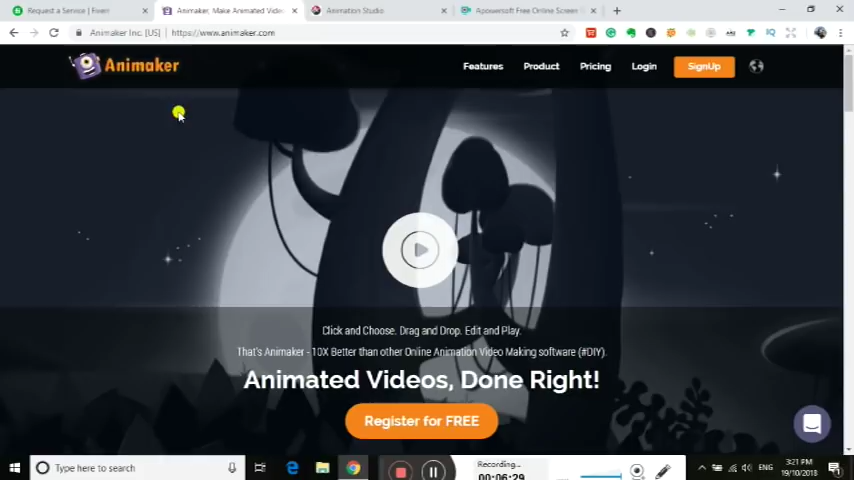 Request a Service | Fiverr
Animaker, Make Animated Video
Animation Studio
Apowersoft Free Online Screen
Animaker Inc. [US] | https://www.animaker.com
Animaker
Features
Product
Pricing
Login
SignUp
Click and Choose. Drag and Drop. Edit and Play.
That's Animaker - 10X Better than other Online Animation Video Making software (#DIY).
Animated Videos, Done Right!
Register for FREE
Type here to search
Recording...
00:06:29
ENG
3:21 PM
19/10/2018